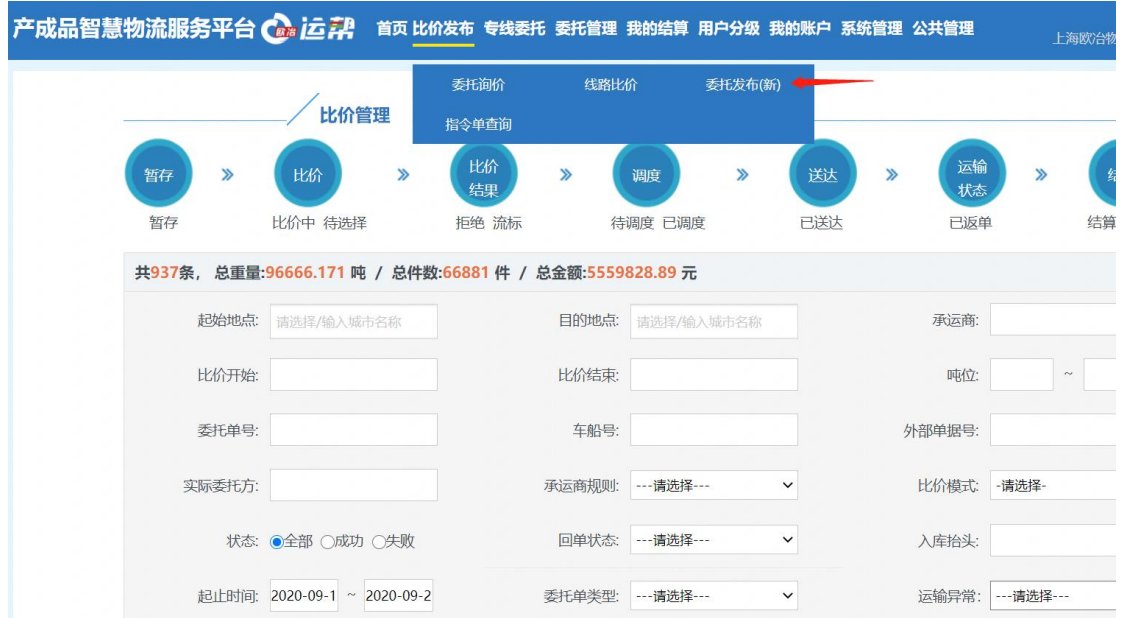 产成品智慧物流服务平台 欧冶 运帮 首页 比价发布 专线委托 委托管理 我的结算 用户分级 我的账户 系统管理 公共管理
上海欧冶物
委托询价 线路比价 委托发布(新)
比价管理
指令单查询
暂存 » 比价 » 比价结果 » 调度 » 送达 » 运输状态 » 结
暂存 比价中 待选择 拒绝 流标 待调度 已调度 已送达 已返单 结算
共937条, 总重量:96666.171 吨 / 总件数:66881 件 / 总金额:5559828.89 元
起始地点: 请选择/输入城市名称 目的地点: 请选择/输入城市名称 承运商:
比价开始: 比价结束: 吨位: ~
委托单号: 车船号: 外部单据号:
实际委托方: 承运商规则: ---请选择--- 比价模式: -请选择-
状态: 全部 成功 失败 回单状态: ---请选择--- 入库抬头:
起止时间: 2020-09-1 ~ 2020-09-2 委托单类型: ---请选择--- 运输异常: ---请选择---